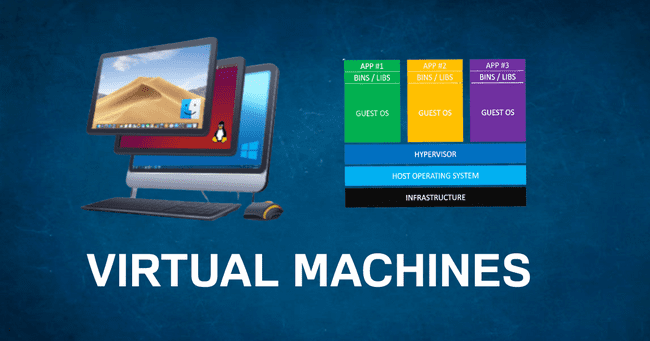 APP #1
BINS / LIBS
GUEST OS
APP #2
BINS / LIBS
GUEST OS
APP #3
BINS / LIBS
GUEST OS
HYPERVISOR
HOST OPERATING SYSTEM
INFRASTRUCTURE
VIRTUAL MACHINES